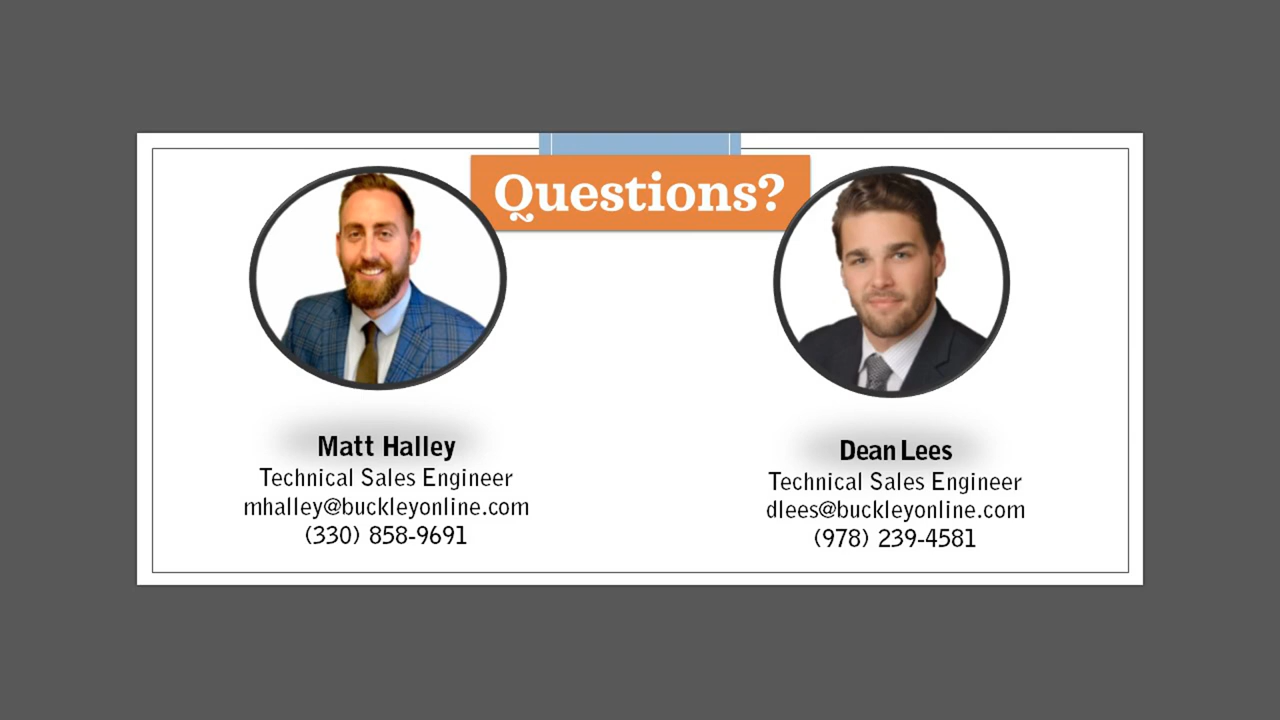 Questions?
Matt Halley
Technical Sales Engineer
mhalley@buckleyonline.com
(330) 858-9691
Dean Lees
Technical Sales Engineer
dlees@buckleyonline.com
(978) 239-4581